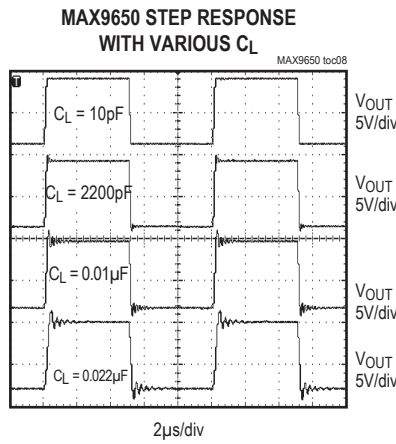 MAX9650 STEP RESPONSE
WITH VARIOUS CL
MAX9650 toc08
T
CL = 10pF
VOUT
5V/div
CL = 2200pF
VOUT
5V/div
CL = 0.01µF
VOUT
5V/div
CL = 0.022µF
VOUT
5V/div
2µs/div